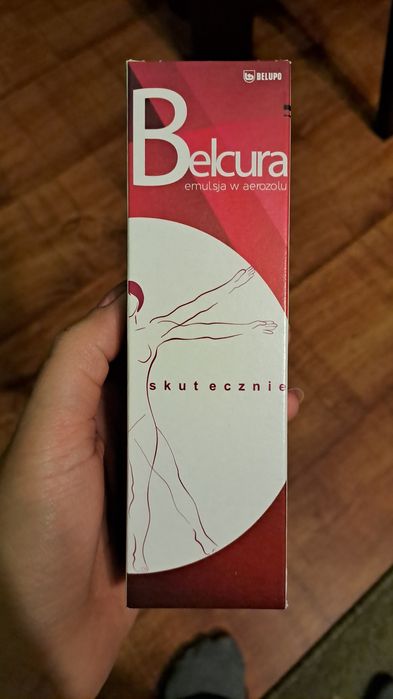 BELUPO
Belcura
emulsja w aerozolu
skutecznie